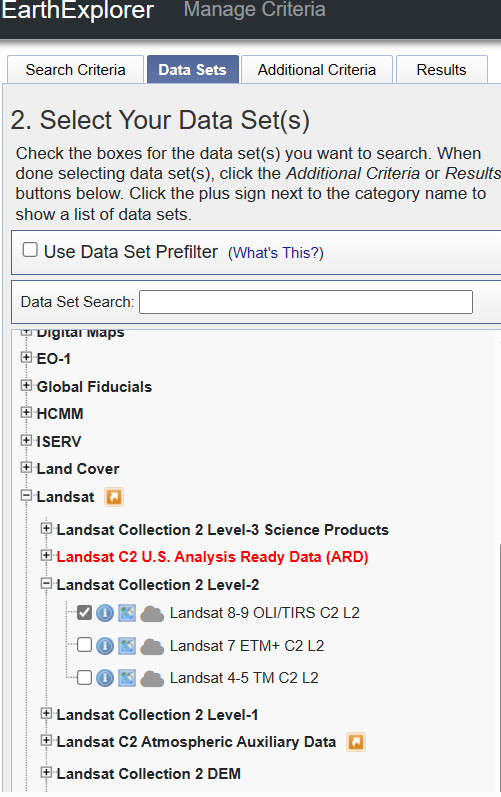 EarthExplorer Manage Criteria
Search Criteria Data Sets Additional Criteria Results
2. Select Your Data Set(s)
Check the boxes for the data set(s) you want to search. When
done selecting data set(s), click the Additional Criteria or Results
buttons below. Click the plus sign next to the category name to
show a list of data sets.
Use Data Set Prefilter (What's This?)
Data Set Search:
Digital Maps
EO-1
Global Fiducials
HCMM
ISERV
Land Cover
Landsat
Landsat Collection 2 Level-3 Science Products
Landsat C2 U.S. Analysis Ready Data (ARD)
Landsat Collection 2 Level-2
Landsat 8-9 OLI/TIRS C2 L2
Landsat 7 ETM+ C2 L2
Landsat 4-5 TM C2 L2
Landsat Collection 2 Level-1
Landsat C2 Atmospheric Auxiliary Data
Landsat Collection 2 DEM